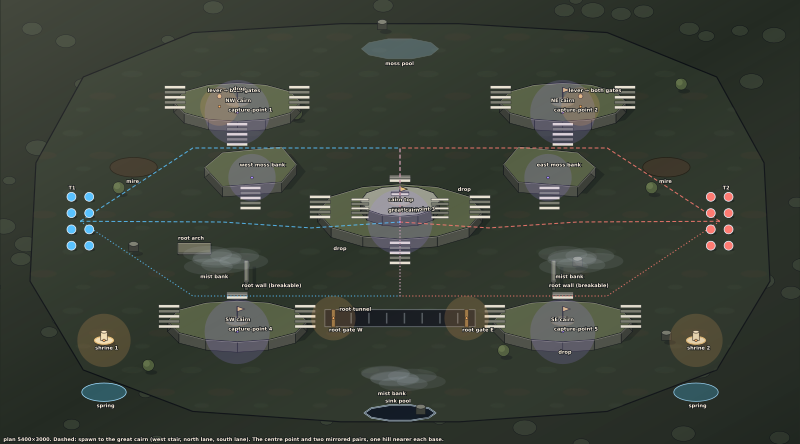 moss pool
lever — both gates
NW cairn
capture point 1
lever — both gates
NE cairn
capture point 2
west moss bank
east moss bank
mire
mire
T1
T2
drop
cairn top
great cairn
drop
root arch
mist bank
mist bank
root wall (breakable)
root wall (breakable)
root tunnel
SW cairn
capture point 4
SE cairn
capture point 5
root gate W
root gate E
shrine 1
shrine 2
drop
mist bank
sink pool
spring
spring
plan 5400×3000. Dashed: spawn to the great cairn (west stair, north lane, south lane). The centre point and two mirrored pairs, one hill nearer each base.